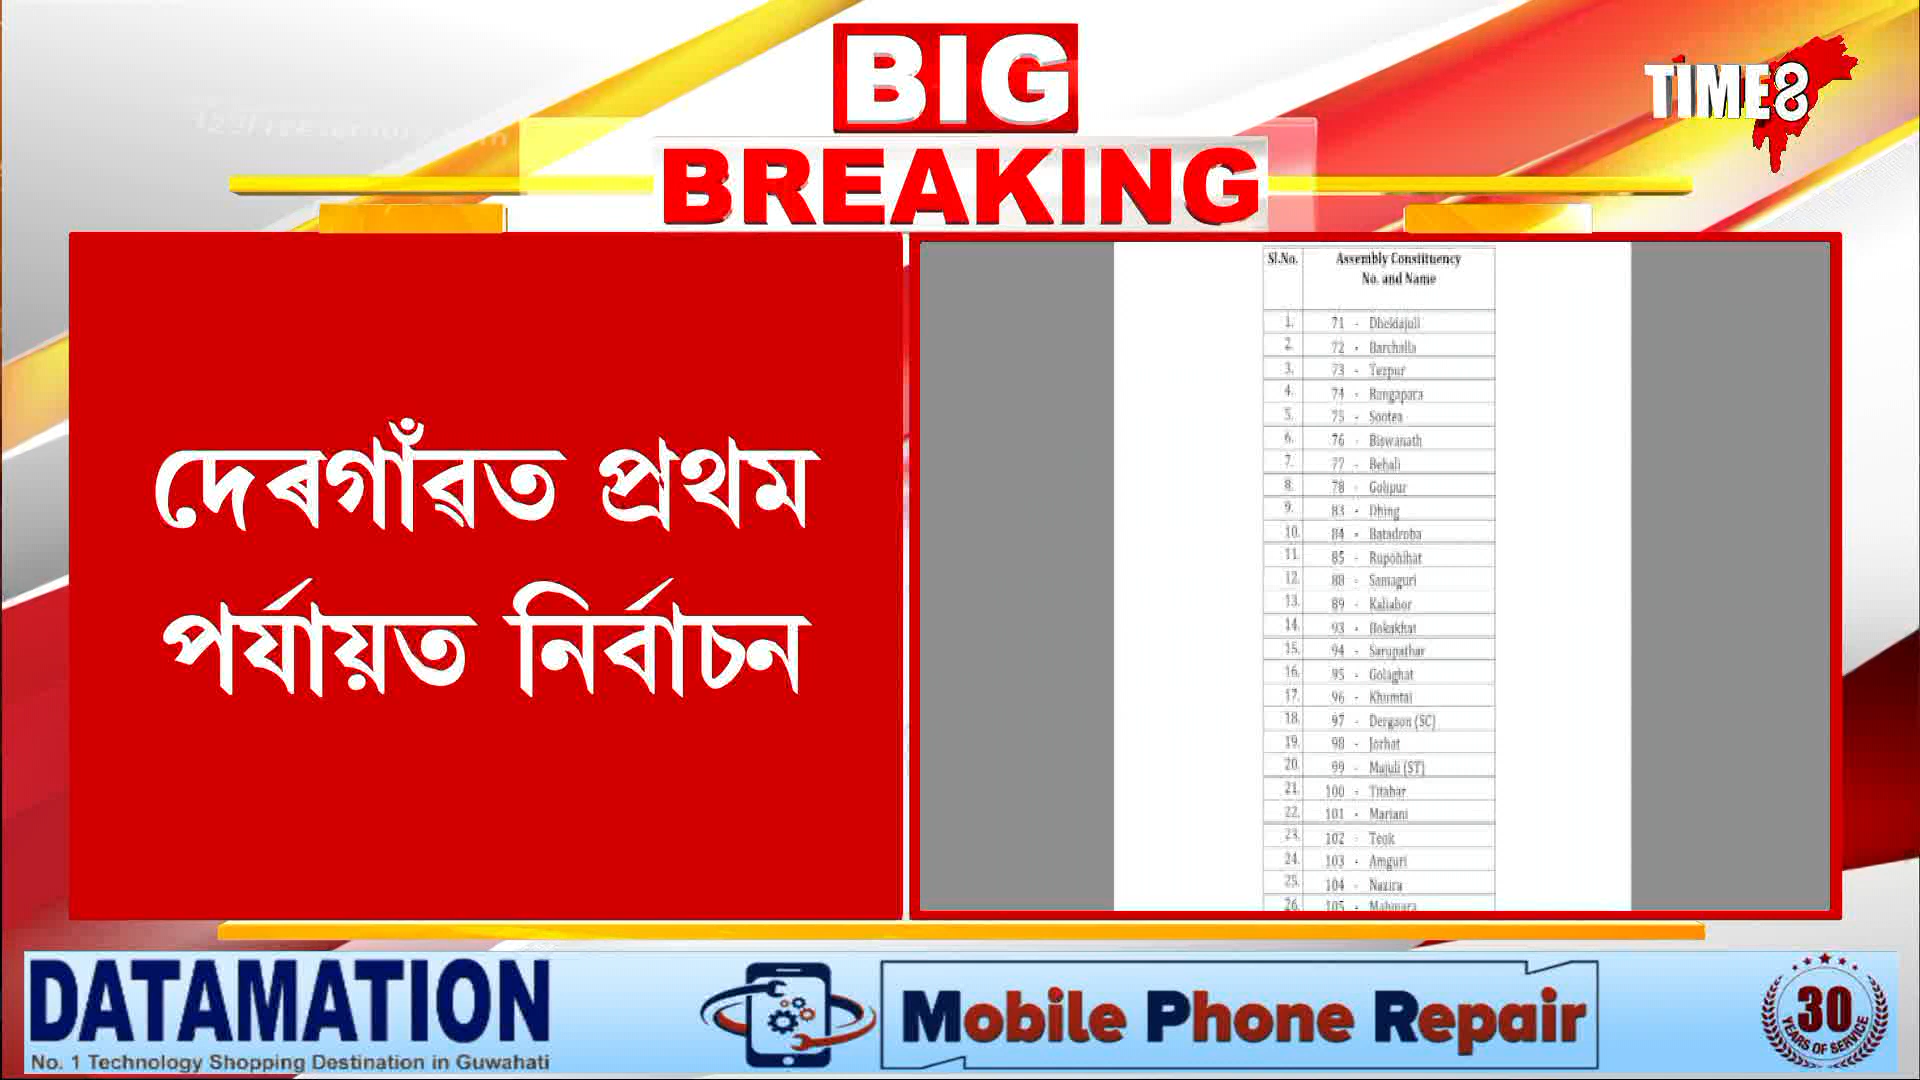 BIG
BREAKING
TIME8
দেৰগাঁৱত প্ৰথম
পৰ্যায়ত নিৰ্বাচন
Sl.No. Assembly Constituency
No. and Name
1. 71 - Dhekiajuli
2. 72 - Barchalla
3. 73 - Tezpur
4. 74 - Rangapara
5. 75 - Sootea
6. 76 - Biswanath
7. 77 - Behali
8. 78 - Gohpur
9. 83 - Dhing
10. 84 - Batadroba
11. 85 - Rupohihat
12. 88 - Samaguri
13. 89 - Kaliabor
14. 93 - Bokakhat
15. 94 - Sarupathar
16. 95 - Golaghat
17. 96 - Khumtai
18. 97 - Dergaon (SC)
19. 98 - Jorhat
20. 99 - Majuli (ST)
21. 100 - Titabar
22. 101 - Mariani
23. 102 - Teok
24. 103 - Amguri
25. 104 - Nazira
26. 105 - Mahmara
DATAMATION
No. 1 Technology Shopping Destination in Guwahati
Mobile Phone Repair
30
YEARS OF SERVICE